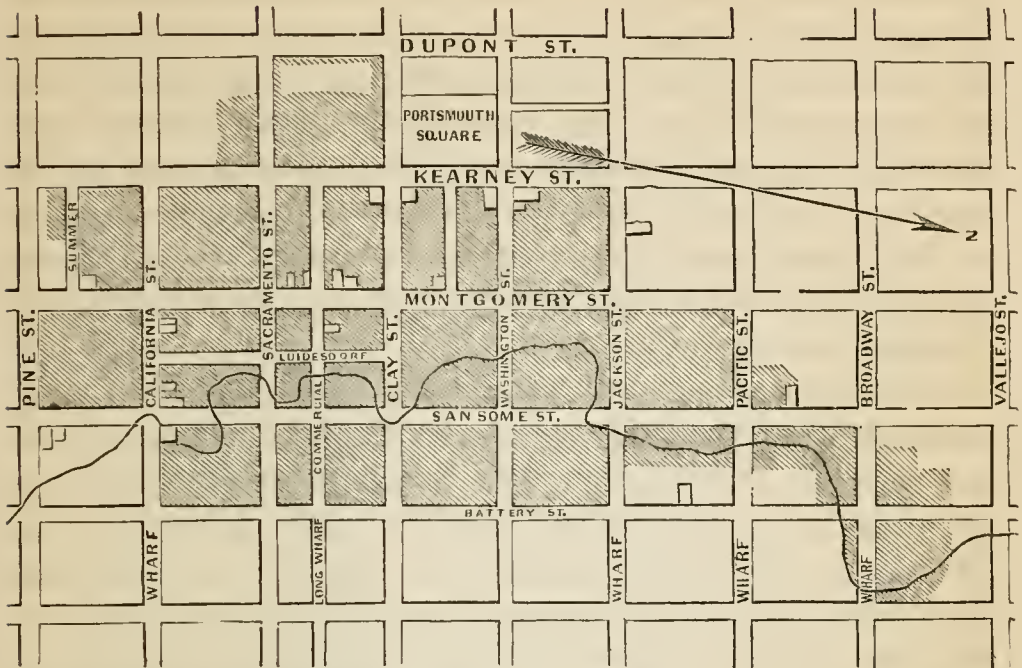 DUPONT ST.
PORTSMOUTH
SQUARE
KEARNEY ST.
N
SUMMER
ST.
SACRAMENTO ST.
ST.
ST.
MONTGOMERY ST.
PINE ST.
CALIFORNIA
LUIDESDORF
COMMERCIAL
CLAY ST.
WASHINGTON
JACKSON ST.
PACIFIC ST.
BROADWAY
VALLEJO ST.
SANSOME ST.
BATTERY ST.
WHARF
LONG WHARF
WHARF
WHARF
WHARF